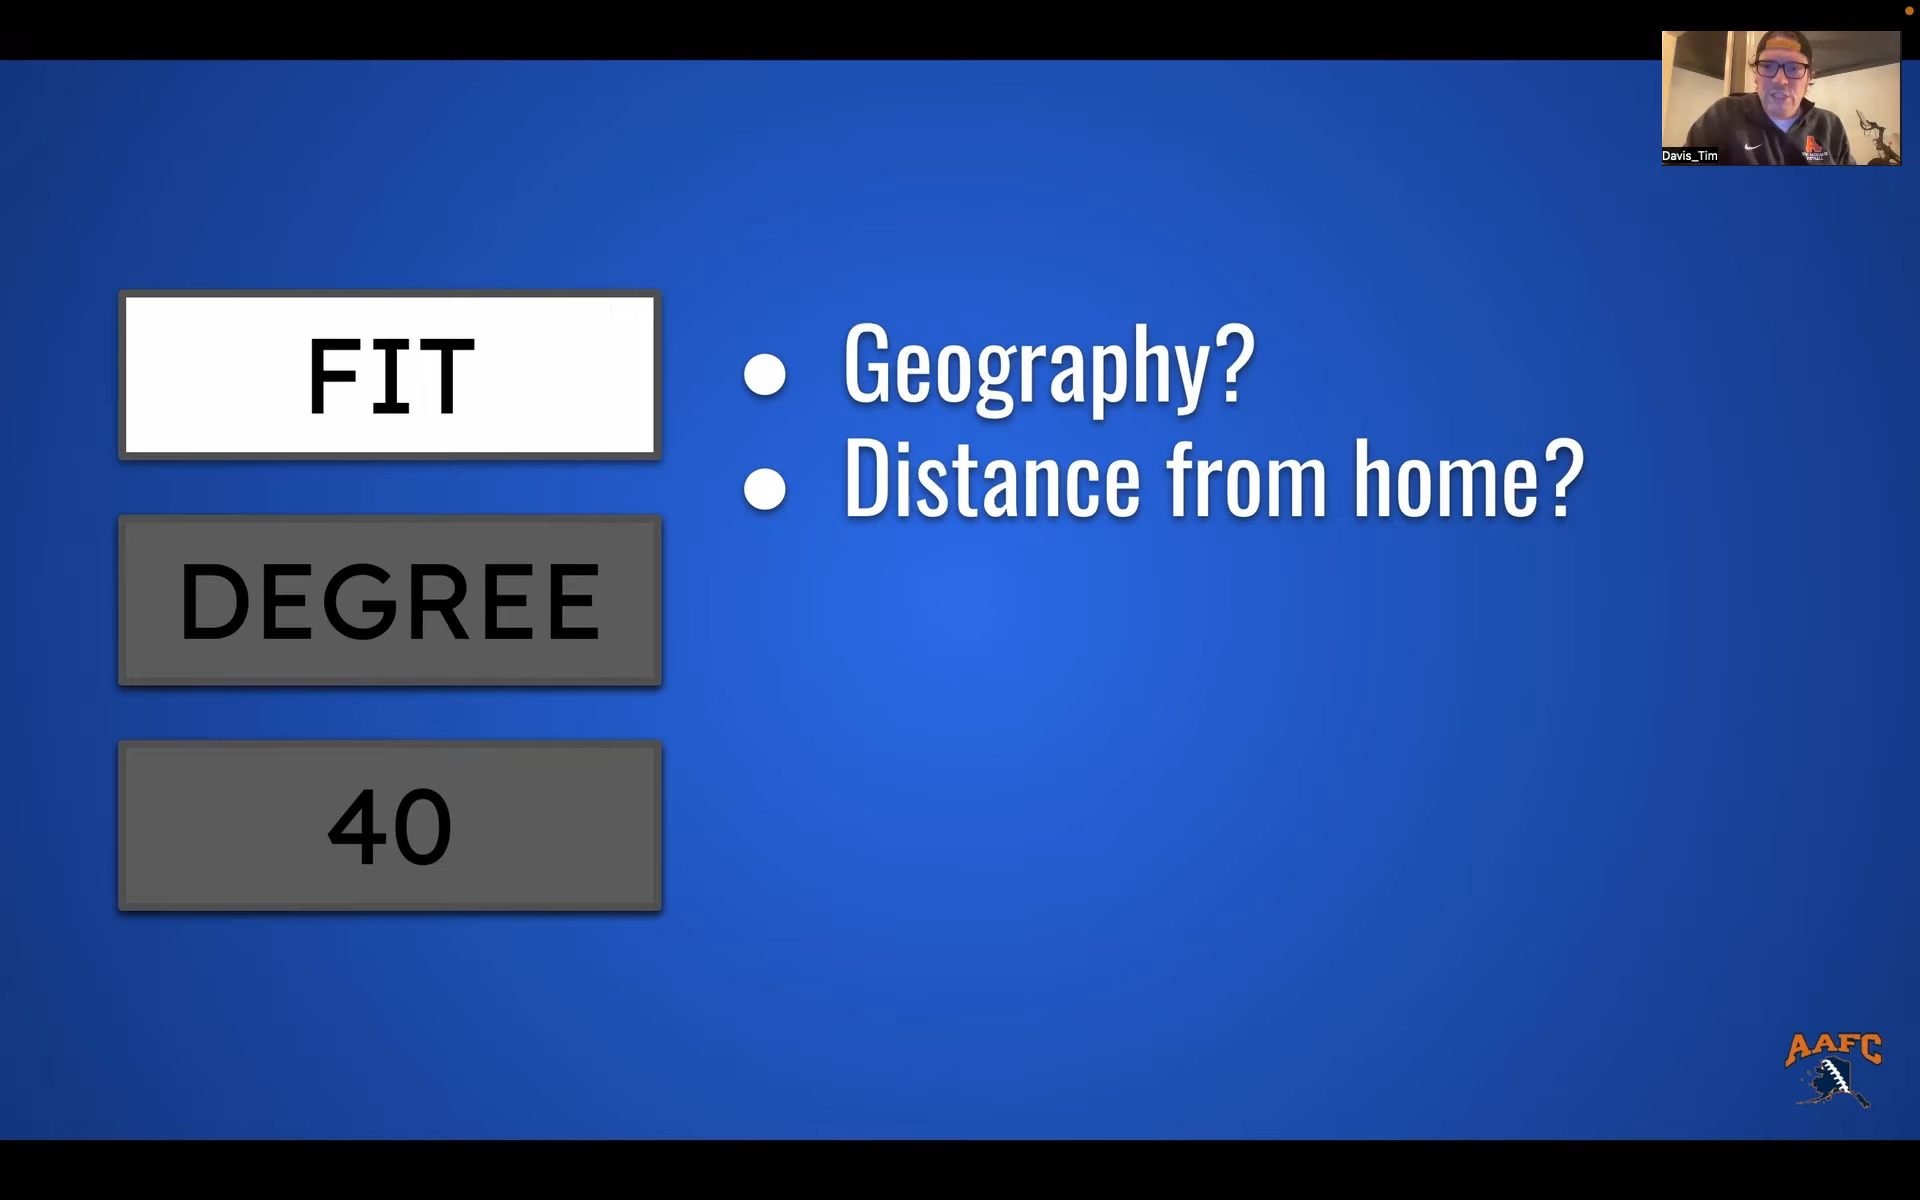 Davis_Tim
FIT
Geography?
Distance from home?
DEGREE
40
AAFC